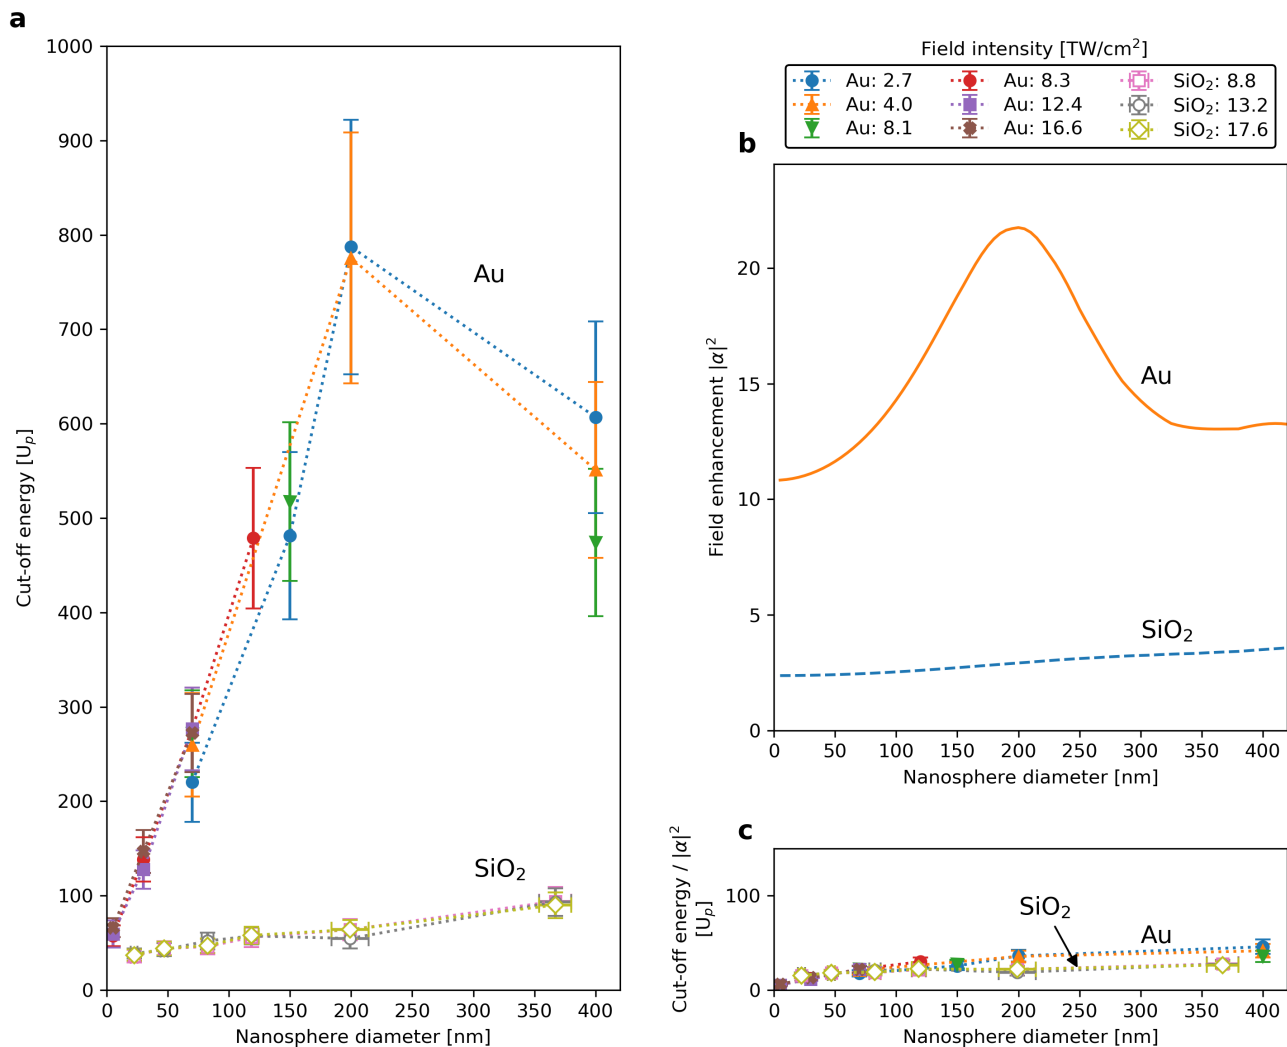 a
1000
900
800
700
600
500
400
300
200
100
0
Cut-off energy [U_p]
Au
SiO₂
0 50 100 150 200 250 300 350 400
Nanosphere diameter [nm]
Field intensity [TW/cm²]
Au: 2.7 Au: 8.3 SiO₂: 8.8
Au: 4.0 Au: 12.4 SiO₂: 13.2
Au: 8.1 Au: 16.6 SiO₂: 17.6
b
20
15
10
5
0
Field enhancement |α|²
Au
SiO₂
0 50 100 150 200 250 300 350 400
Nanosphere diameter [nm]
c
100
0
Cut-off energy / |α|²
[U_p]
SiO₂
Au
0 50 100 150 200 250 300 350 400
Nanosphere diameter [nm]